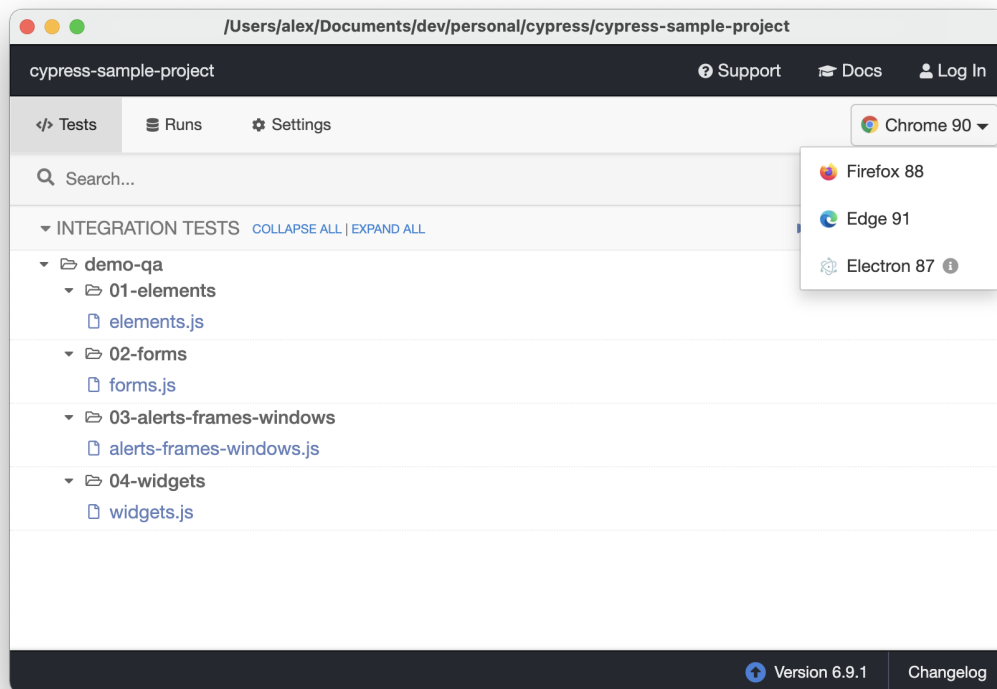 /Users/alex/Documents/dev/personal/cypress/cypress-sample-project
cypress-sample-project Support Docs Log In
Tests Runs Settings Chrome 90
Search...
Firefox 88
INTEGRATION TESTS COLLAPSE ALL | EXPAND ALL
Edge 91
demo-qa
Electron 87
01-elements
elements.js
02-forms
forms.js
03-alerts-frames-windows
alerts-frames-windows.js
04-widgets
widgets.js
Version 6.9.1 Changelog